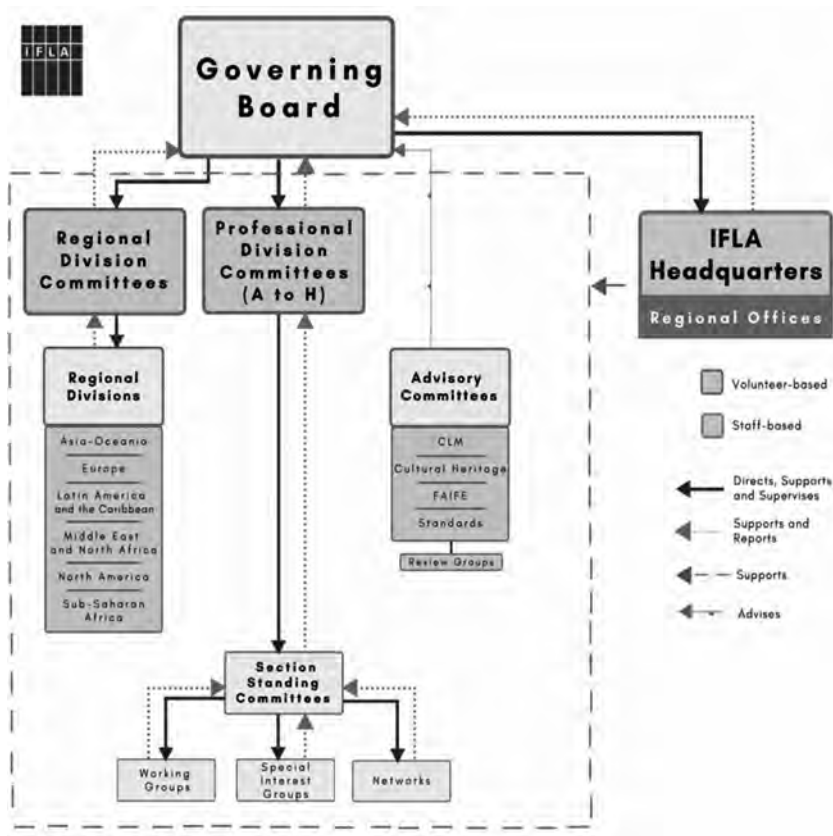 IFLA
Governing
Board
Regional
Division
Committees
Professional
Division
Committees
(A to H)
IFLA
Headquarters
Regional Offices
Regional
Divisions
Asia-Oceania
Europe
Latin America
and the Caribbean
Middle East
and North Africa
North America
Sub-Saharan
Africa
Advisory
Committees
CLM
Cultural Heritage
FAIFE
Standards
Review Groups
Volunteer-based
Staff-based
Directs, Supports
and Supervises
Supports and
Reports
Supports
Advises
Section
Standing
Committees
Working
Groups
Special
Interest
Groups
Networks